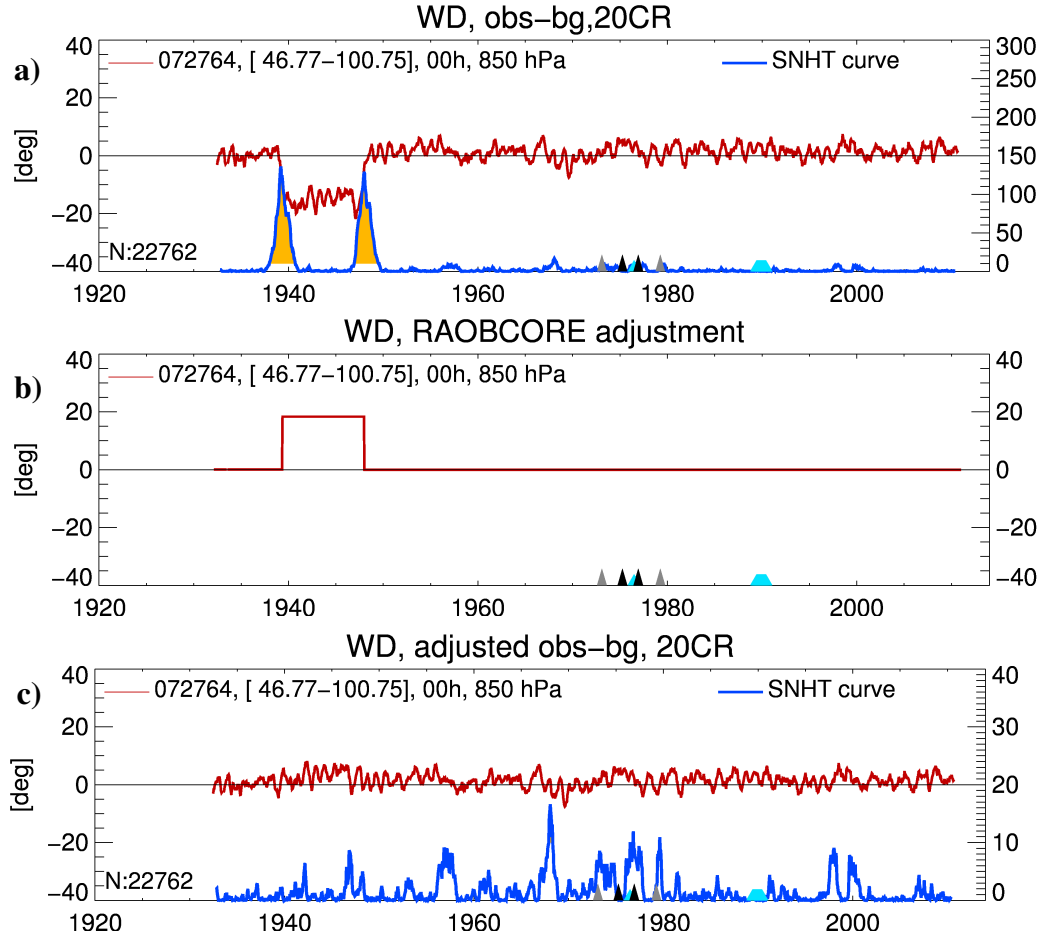 WD, obs−bg,20CR
a)
072764, [ 46.77−100.75], 00h, 850 hPa
SNHT curve
40
20
0
−20
−40
[deg]
300
250
200
150
100
50
0
N:22762
1920 1940 1960 1980 2000
WD, RAOBCORE adjustment
b)
072764, [ 46.77−100.75], 00h, 850 hPa
40
20
0
−20
−40
[deg]
40
20
0
−20
−40
1920 1940 1960 1980 2000
WD, adjusted obs−bg, 20CR
c)
072764, [ 46.77−100.75], 00h, 850 hPa
SNHT curve
40
20
0
−20
−40
[deg]
40
30
20
10
0
N:22762
1920 1940 1960 1980 2000